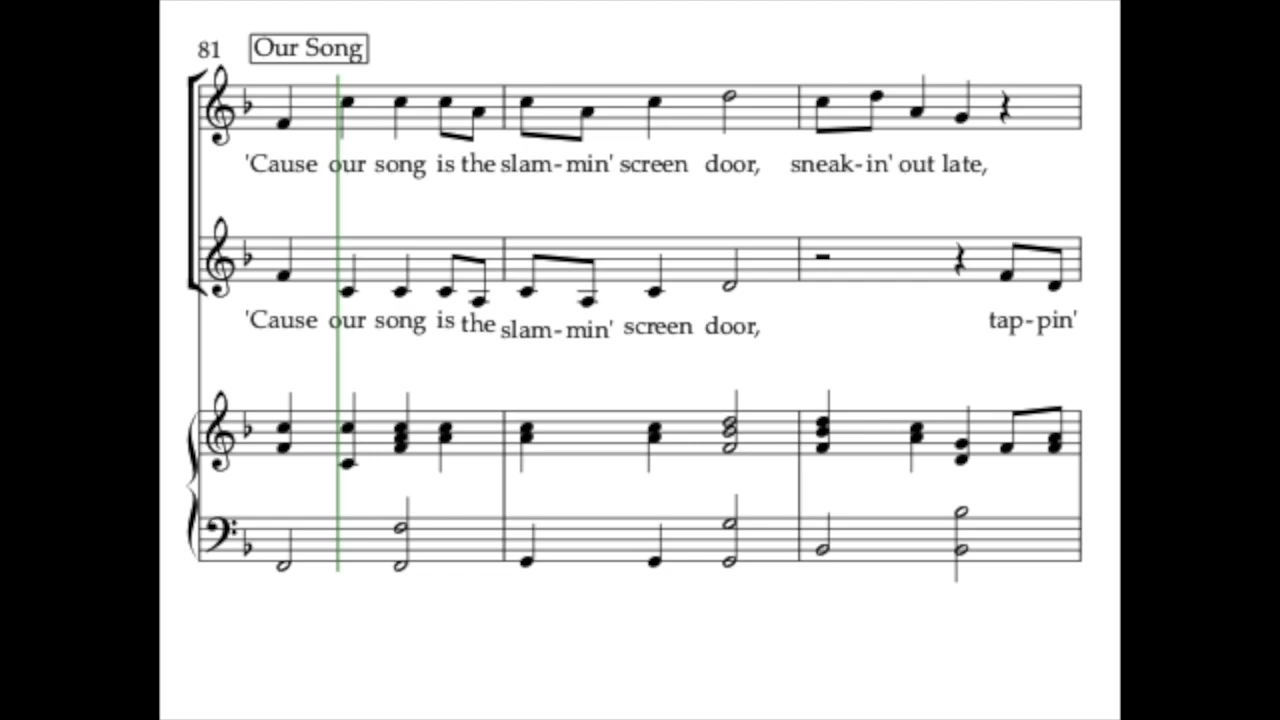 81 Our Song
'Cause our song is the slam-min' screen door, sneak-in' out late,
'Cause our song is the slam-min' screen door, tap-pin'